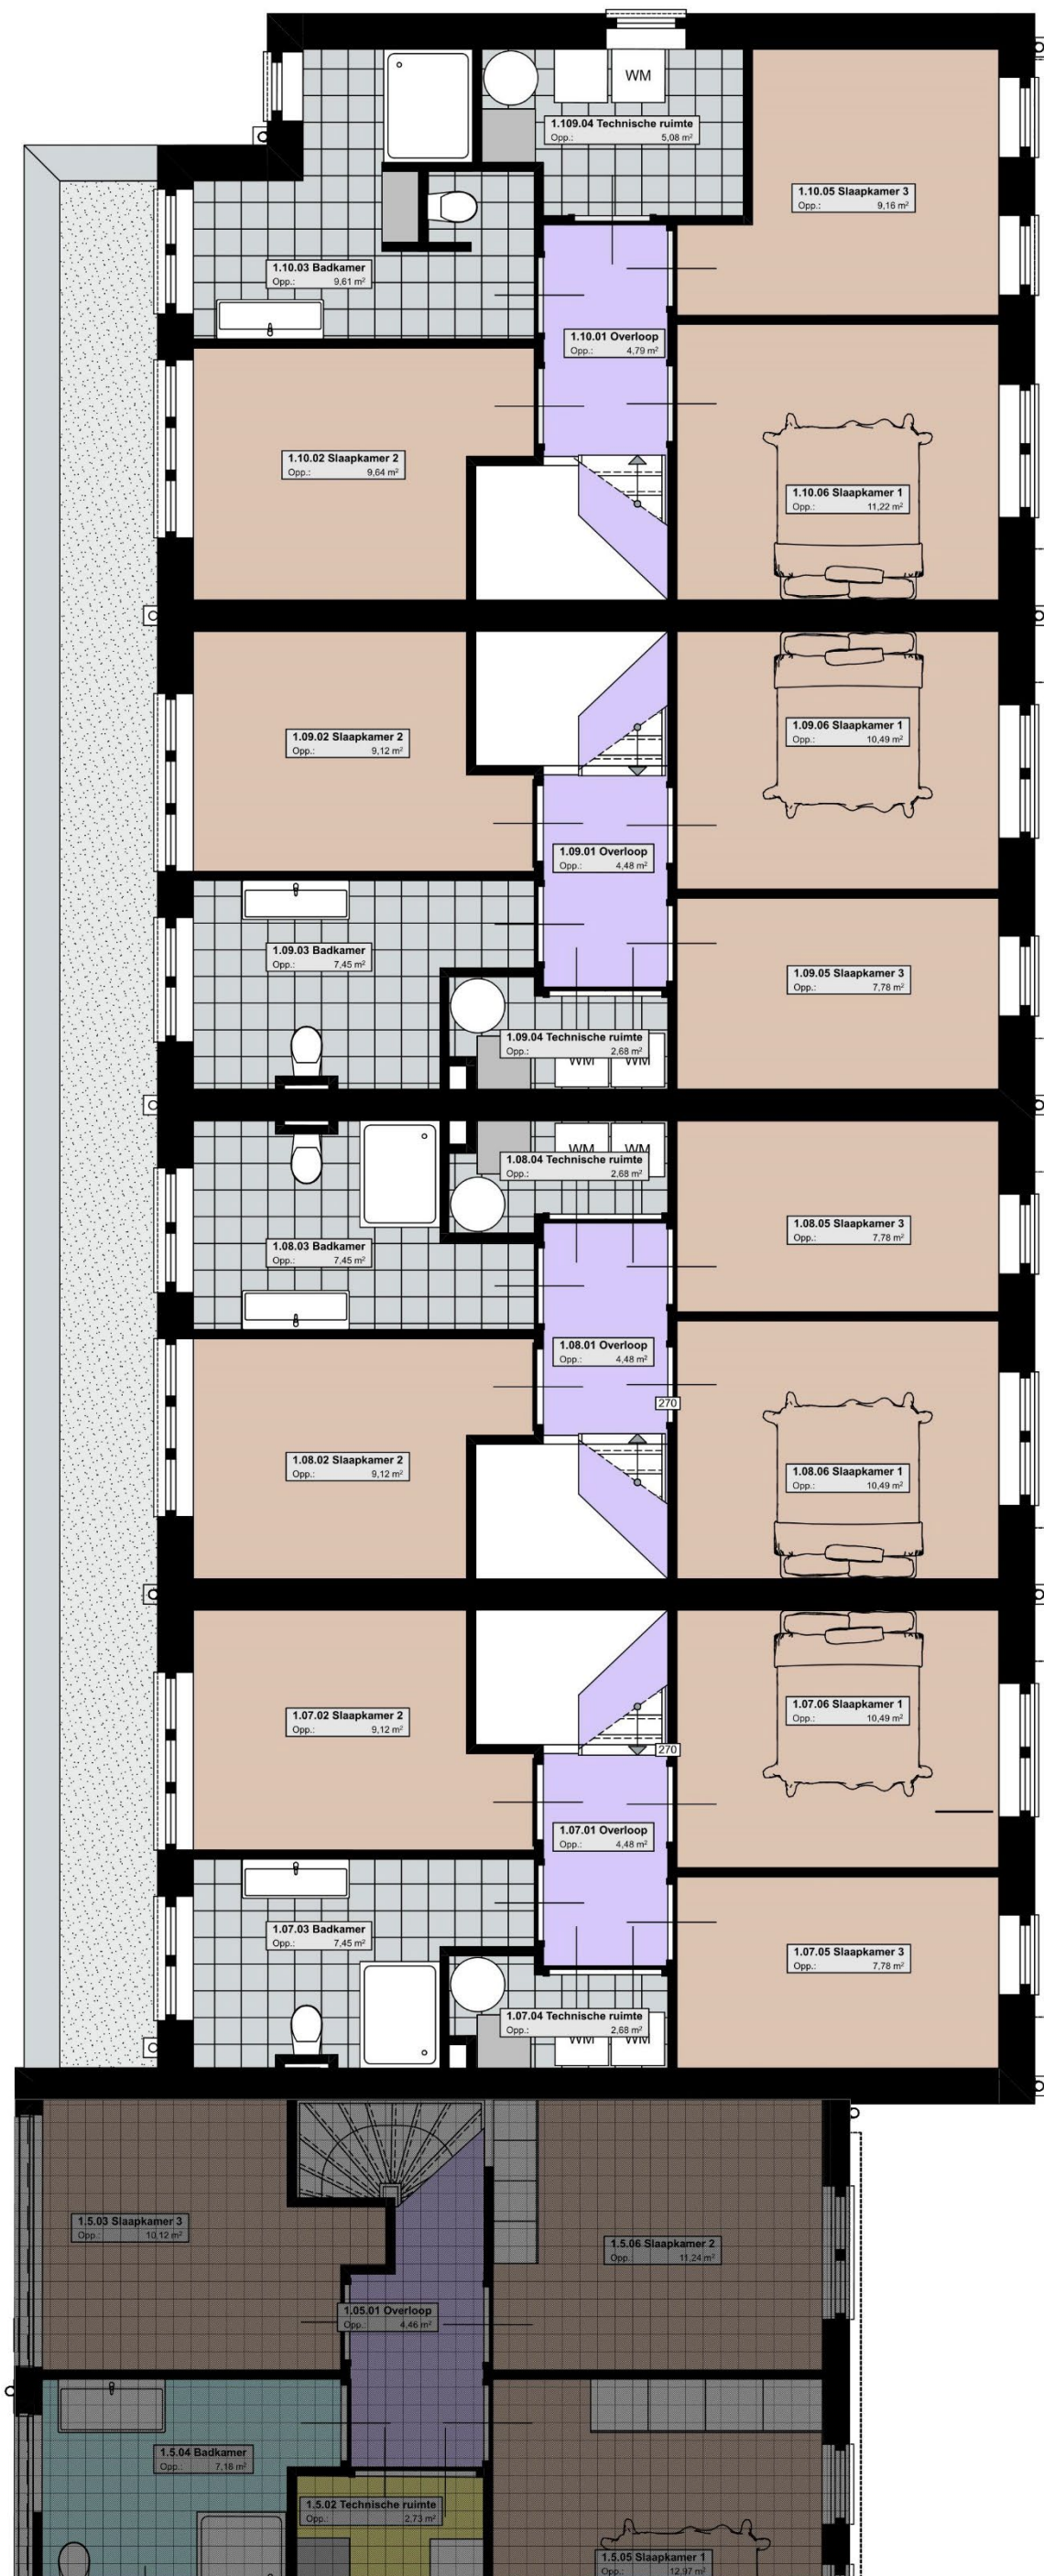 WM
1.109.04 Technische ruimte
Opp.: 5,08 m²
1.10.05 Slaapkamer 3
Opp.: 9,16 m²
1.10.03 Badkamer
Opp.: 9,61 m²
1.10.01 Overloop
Opp.: 4,79 m²
1.10.02 Slaapkamer 2
Opp.: 9,64 m²
1.10.06 Slaapkamer 1
Opp.: 11,22 m²
1.09.02 Slaapkamer 2
Opp.: 9,12 m²
1.09.06 Slaapkamer 1
Opp.: 10,49 m²
1.09.01 Overloop
Opp.: 4,48 m²
1.09.03 Badkamer
Opp.: 7,45 m²
1.09.05 Slaapkamer 3
Opp.: 7,78 m²
1.09.04 Technische ruimte
Opp.: 2,68 m²
WM WM
WM WM
1.08.04 Technische ruimte
Opp.: 2,68 m²
1.08.05 Slaapkamer 3
Opp.: 7,78 m²
1.08.03 Badkamer
Opp.: 7,45 m²
1.08.01 Overloop
Opp.: 4,48 m²
270
1.08.02 Slaapkamer 2
Opp.: 9,12 m²
1.08.06 Slaapkamer 1
Opp.: 10,49 m²
1.07.02 Slaapkamer 2
Opp.: 9,12 m²
1.07.06 Slaapkamer 1
Opp.: 10,49 m²
270
1.07.01 Overloop
Opp.: 4,48 m²
1.07.03 Badkamer
Opp.: 7,45 m²
1.07.05 Slaapkamer 3
Opp.: 7,78 m²
1.07.04 Technische ruimte
Opp.: 2,68 m²
WM WM
1.5.03 Slaapkamer 3
Opp.: 10,12 m²
1.5.06 Slaapkamer 2
Opp. 11,24 m²
1.05.01 Overloop
Opp.: 4,46 m²
1.5.04 Badkamer
Opp.: 7,18 m²
1.5.02 Technische ruimte
Opp.: 2,73 m²
1.5.05 Slaapkamer 1
Opp.: 12,97 m²